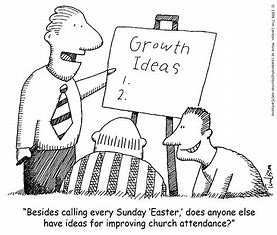 Growth
Ideas
1.
2.
"Besides calling every Sunday 'Easter,' does anyone else
have ideas for improving church attendance?"